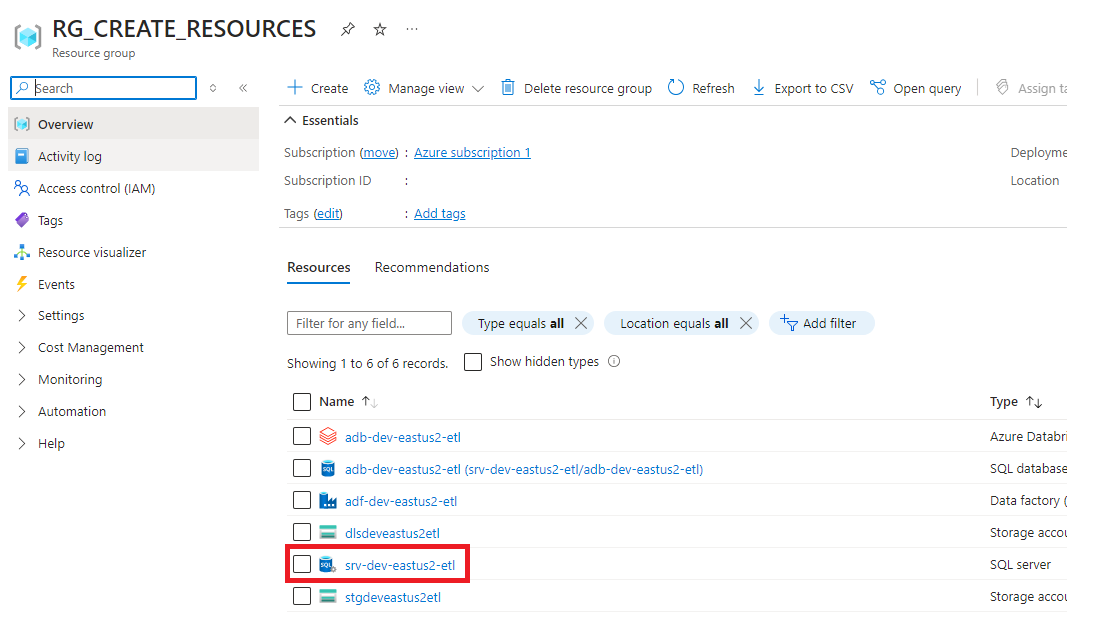 RG_CREATE_RESOURCES
Resource group
Search
Overview
Activity log
Access control (IAM)
Tags
Resource visualizer
Events
Settings
Cost Management
Monitoring
Automation
Help
Create Manage view Delete resource group Refresh Export to CSV Open query Assign ta
Essentials
Subscription (move) : Azure subscription 1 Deployme
Subscription ID : Location
Tags (edit) : Add tags
Resources Recommendations
Filter for any field... Type equals all Location equals all Add filter
Showing 1 to 6 of 6 records. Show hidden types
Name Type
adb-dev-eastus2-etl Azure Databri
SQL adb-dev-eastus2-etl (srv-dev-eastus2-etl/adb-dev-eastus2-etl) SQL database
adf-dev-eastus2-etl Data factory (
dlsdeveastus2etl Storage accou
SQL srv-dev-eastus2-etl SQL server
stgdeveastus2etl Storage accou